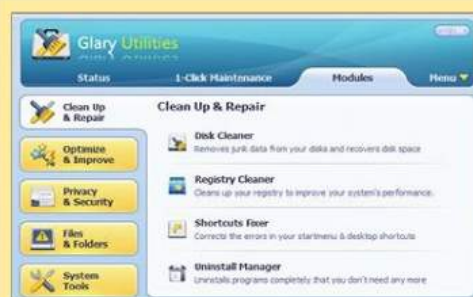 Glary Utilities
Status
1-Click Maintenance
Modules
Menu
Clean Up
& Repair
Optimize
& Improve
Privacy
& Security
Files
& Folders
System
Tools
Clean Up & Repair
Disk Cleaner
Removes junk data from your disks and recovers disk space
Registry Cleaner
Cleans up your registry to improve your system's performance.
Shortcuts Fixer
Corrects the errors in your startmenu & desktop shortcuts
Uninstall Manager
Uninstalls programs completely that you don't need any more